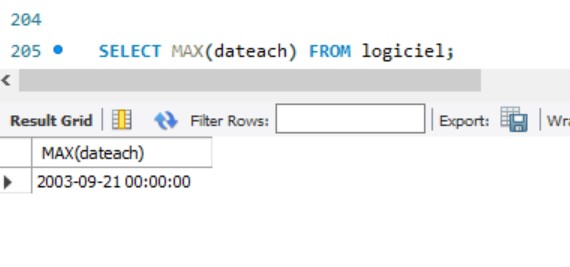 204
205 SELECT MAX(dateach) FROM logiciel;
Result Grid Filter Rows: Export: Wra
MAX(dateach)
2003-09-21 00:00:00